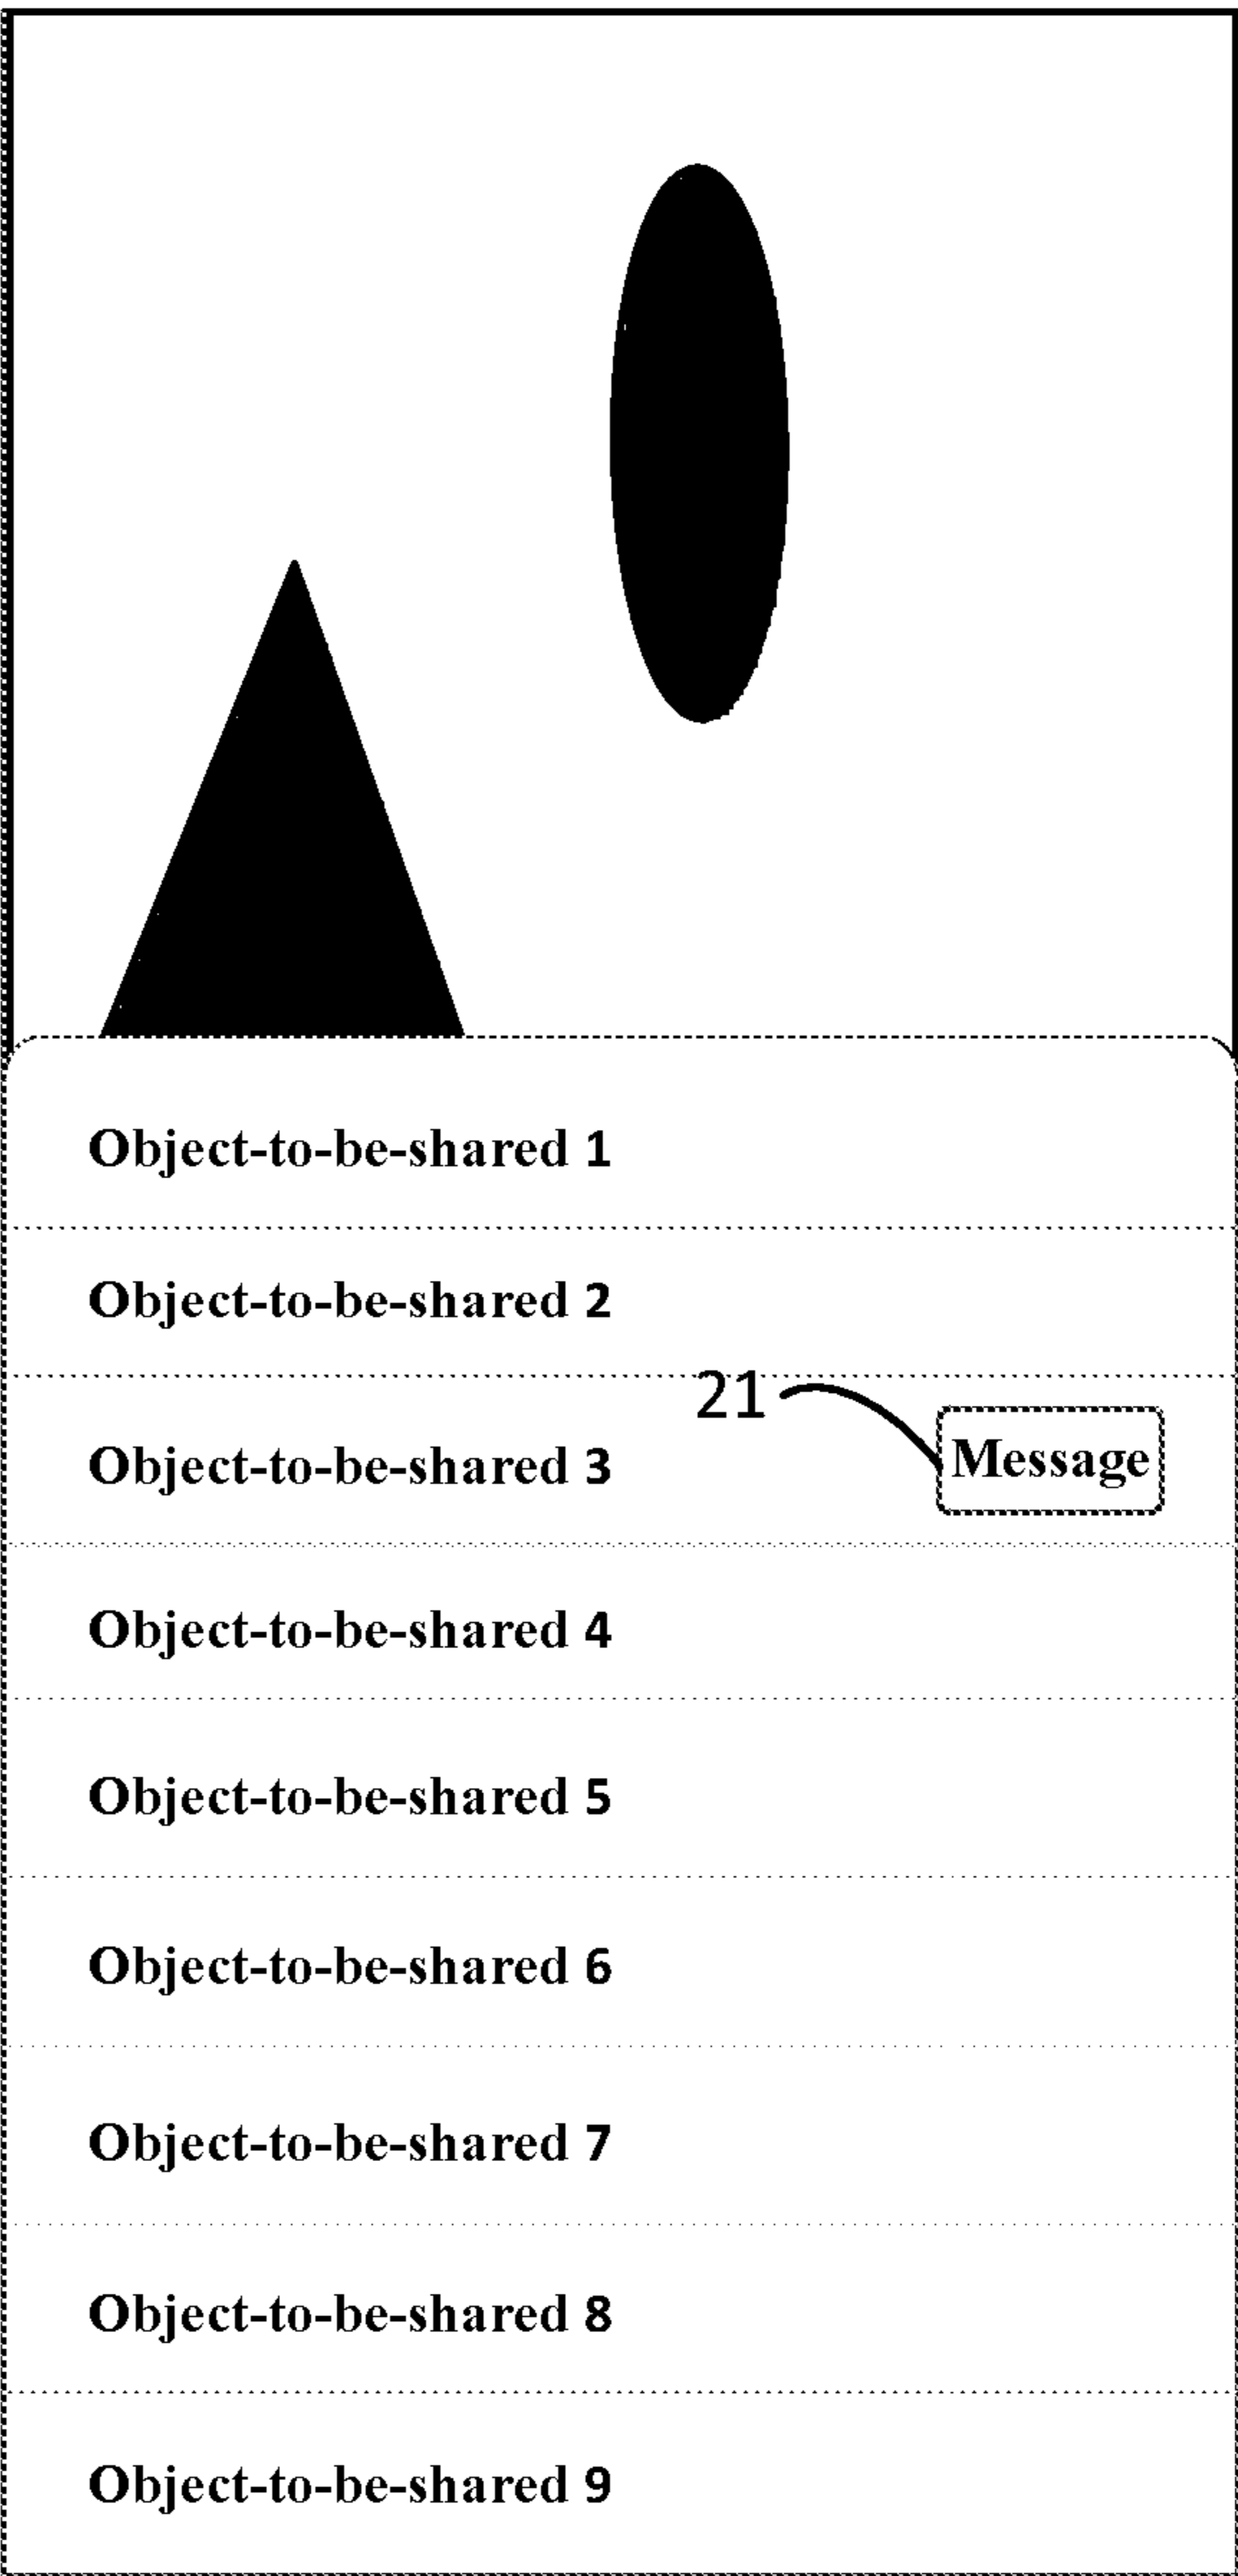 Object-to-be-shared 1
Object-to-be-shared 2
21
Object-to-be-shared 3 Message
Object-to-be-shared 4
Object-to-be-shared 5
Object-to-be-shared 6
Object-to-be-shared 7
Object-to-be-shared 8
Object-to-be-shared 9